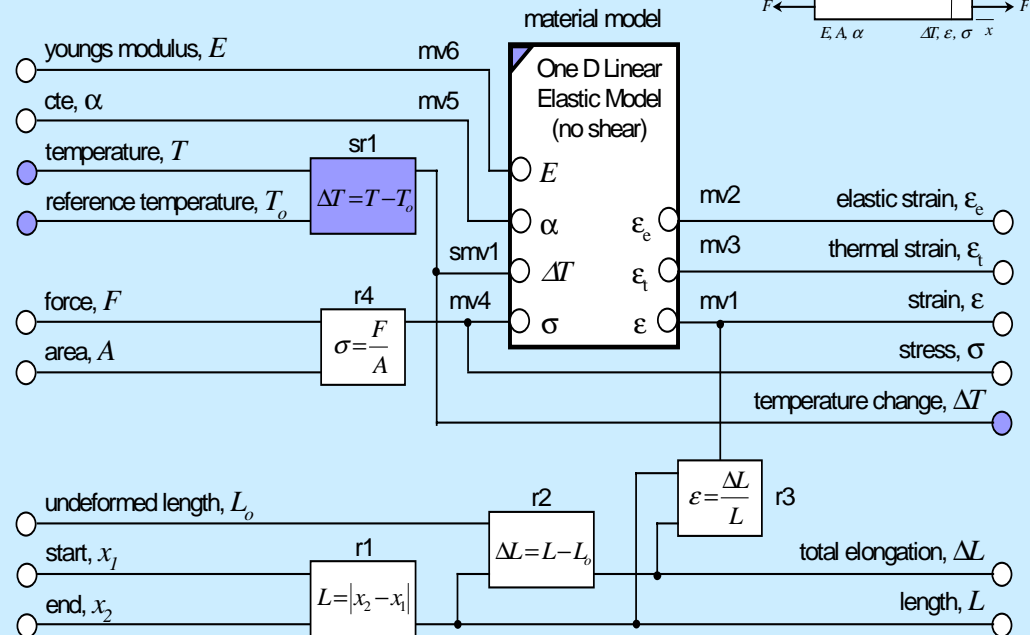 F F
E, A, α ΔT, ε, σ x
material model
youngs modulus, E
mv6
cte, α
mv5
temperature, T
sr1
reference temperature, Tₒ
ΔT = T − Tₒ
smv1
One D Linear
Elastic Model
(no shear)
E
α
ΔT
σ
εₑ
εₜ
ε
mv2
elastic strain, εₑ
mv3
thermal strain, εₜ
mv1
strain, ε
stress, σ
temperature change, ΔT
force, F
r4
mv4
area, A
σ = F/A
undeformed length, Lₒ
r2
ΔL = L − Lₒ
r3
ε = ΔL/L
start, x₁
r1
end, x₂
L = |x₂ − x₁|
total elongation, ΔL
length, L